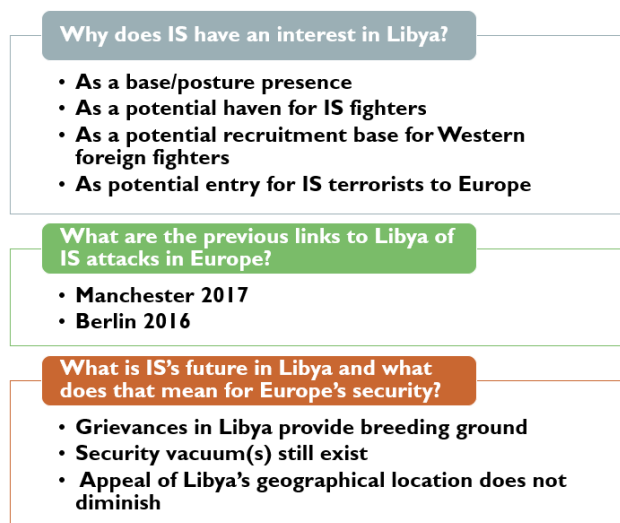 Why does IS have an interest in Libya?
• As a base/posture presence
• As a potential haven for IS fighters
• As a potential recruitment base for Western
foreign fighters
• As potential entry for IS terrorists to Europe
What are the previous links to Libya of
IS attacks in Europe?
• Manchester 2017
• Berlin 2016
What is IS's future in Libya and what
does that mean for Europe's security?
• Grievances in Libya provide breeding ground
• Security vacuum(s) still exist
• Appeal of Libya's geographical location does not
diminish